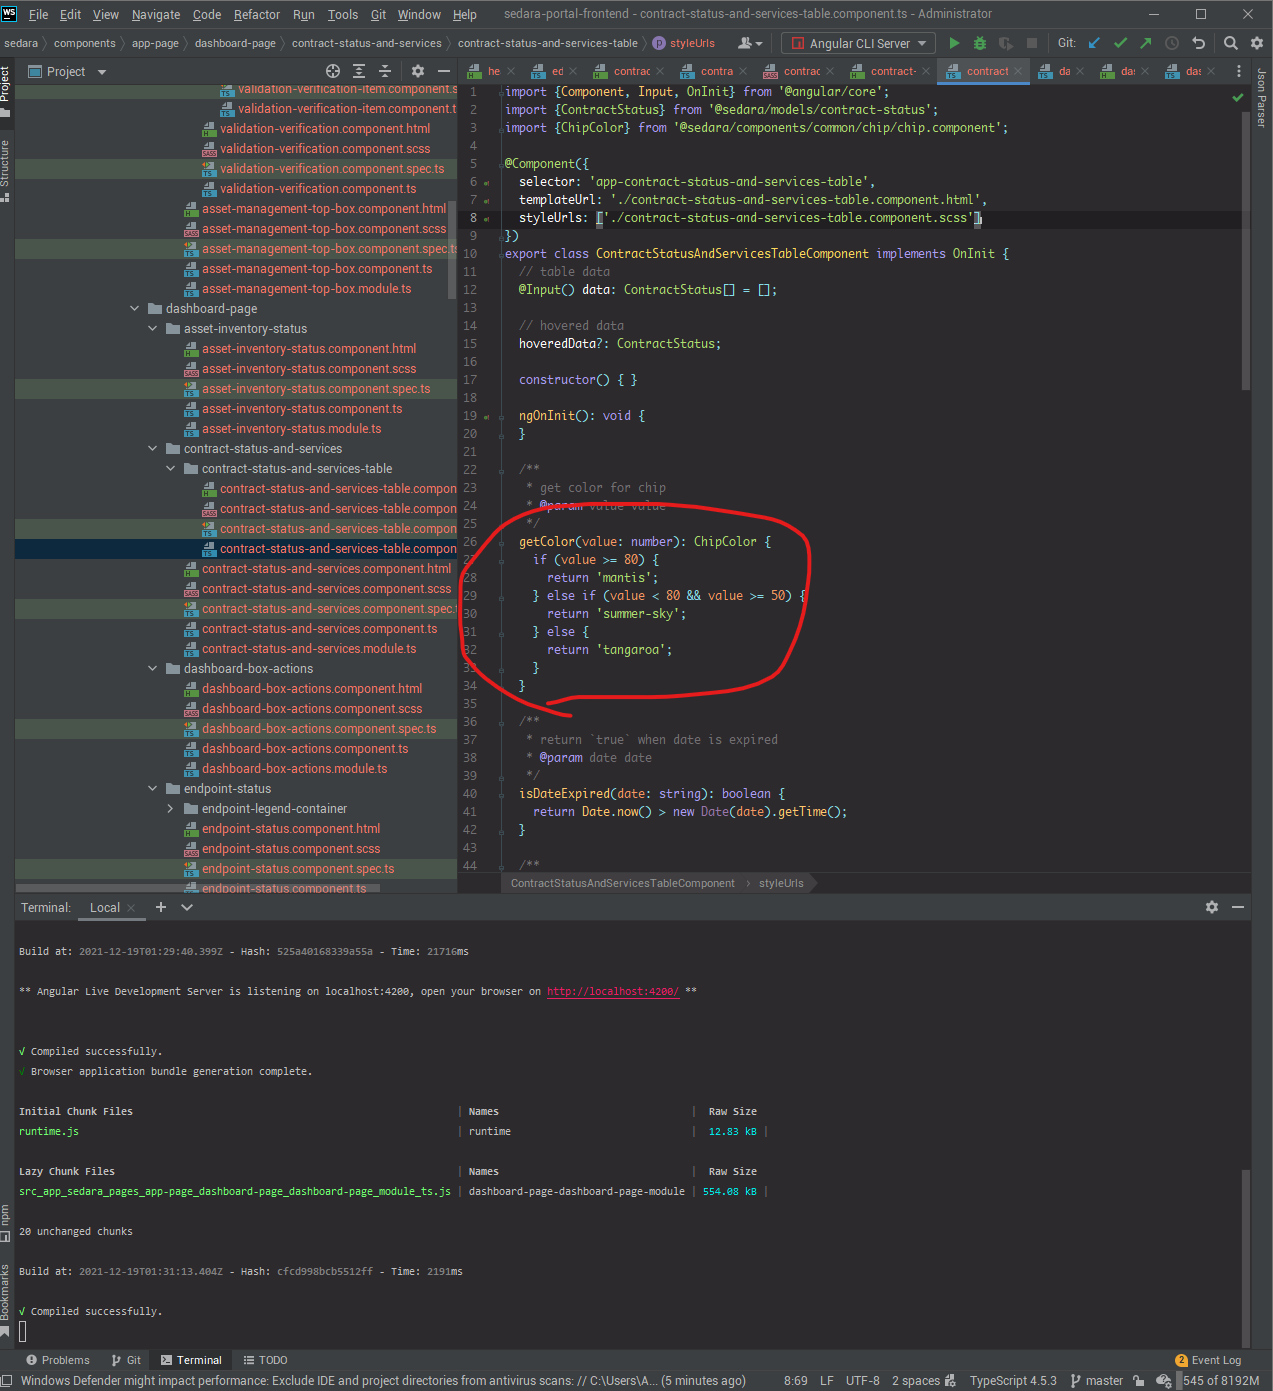 WS File Edit View Navigate Code Refactor Run Tools Git Window Help sedara-portal-frontend - contract-status-and-services-table.component.ts - Administrator
sedara components app-page dashboard-page contract-status-and-services contract-status-and-services-table p styleUrls Angular CLI Server Git:
Project
he ec contrac contra contrac contract- contract da da: das
Project
Structure
npm
Bookmarks
Json Parser
validation-verification-item.component.s
validation-verification-item.component.t
validation-verification.component.html
validation-verification.component.scss
validation-verification.component.spec.ts
validation-verification.component.ts
asset-management-top-box.component.html
asset-management-top-box.component.scss
asset-management-top-box.component.spec.ts
asset-management-top-box.component.ts
asset-management-top-box.module.ts
dashboard-page
asset-inventory-status
asset-inventory-status.component.html
asset-inventory-status.component.scss
asset-inventory-status.component.spec.ts
asset-inventory-status.component.ts
asset-inventory-status.module.ts
contract-status-and-services
contract-status-and-services-table
contract-status-and-services-table.compon
contract-status-and-services-table.compon
contract-status-and-services-table.compon
contract-status-and-services-table.compon
contract-status-and-services.component.html
contract-status-and-services.component.scss
contract-status-and-services.component.spec.t
contract-status-and-services.component.ts
contract-status-and-services.module.ts
dashboard-box-actions
dashboard-box-actions.component.html
dashboard-box-actions.component.scss
dashboard-box-actions.component.spec.ts
dashboard-box-actions.component.ts
dashboard-box-actions.module.ts
endpoint-status
endpoint-legend-container
endpoint-status.component.html
endpoint-status.component.scss
endpoint-status.component.spec.ts
endpoint-status.component.ts
1 import {Component, Input, OnInit} from '@angular/core';
2 import {ContractStatus} from '@sedara/models/contract-status';
3 import {ChipColor} from '@sedara/components/common/chip/chip.component';
4
5 @Component({
6 selector: 'app-contract-status-and-services-table',
7 templateUrl: './contract-status-and-services-table.component.html',
8 styleUrls: ['./contract-status-and-services-table.component.scss'],
9 })
10 export class ContractStatusAndServicesTableComponent implements OnInit {
11 // table data
12 @Input() data: ContractStatus[] = [];
13
14 // hovered data
15 hoveredData?: ContractStatus;
16
17 constructor() { }
18
19 ngOnInit(): void {
20 }
21
22 /**
23 * get color for chip
24 * @param value value
25 */
26 getColor(value: number): ChipColor {
27 if (value >= 80) {
28 return 'mantis';
29 } else if (value < 80 && value >= 50) {
30 return 'summer-sky';
31 } else {
32 return 'tangaroa';
33 }
34 }
35
36 /**
37 * return `true` when date is expired
38 * @param date date
39 */
40 isDateExpired(date: string): boolean {
41 return Date.now() > new Date(date).getTime();
42 }
43
44 /**
ContractStatusAndServicesTableComponent styleUrls
Terminal: Local
Build at: 2021-12-19T01:29:40.399Z - Hash: 525a40168339a55a - Time: 21716ms
** Angular Live Development Server is listening on localhost:4200, open your browser on http://localhost:4200/ **
√ Compiled successfully.
√ Browser application bundle generation complete.
Initial Chunk Files | Names | Raw Size
runtime.js | runtime | 12.83 kB |
Lazy Chunk Files | Names | Raw Size
src_app_sedara_pages_app-page_dashboard-page_dashboard-page_module_ts.js | dashboard-page-dashboard-page-module | 554.08 kB |
20 unchanged chunks
Build at: 2021-12-19T01:31:13.404Z - Hash: cfcd998bcb5512ff - Time: 2191ms
√ Compiled successfully.
Problems Git Terminal TODO 2 Event Log
Windows Defender might impact performance: Exclude IDE and project directories from antivirus scans: // C:\Users\A... (5 minutes ago) 8:69 LF UTF-8 2 spaces TypeScript 4.5.3 master 545 of 8192M